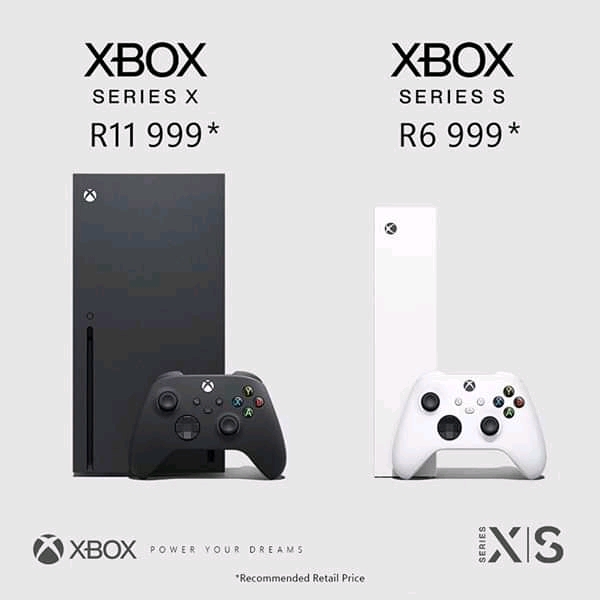 XBOX
SERIES X
R11 999*
XBOX
SERIES S
R6 999*
X
Y
B
A
X
Y
B
A
XBOX POWER YOUR DREAMS
SERIES X|S
*Recommended Retail Price